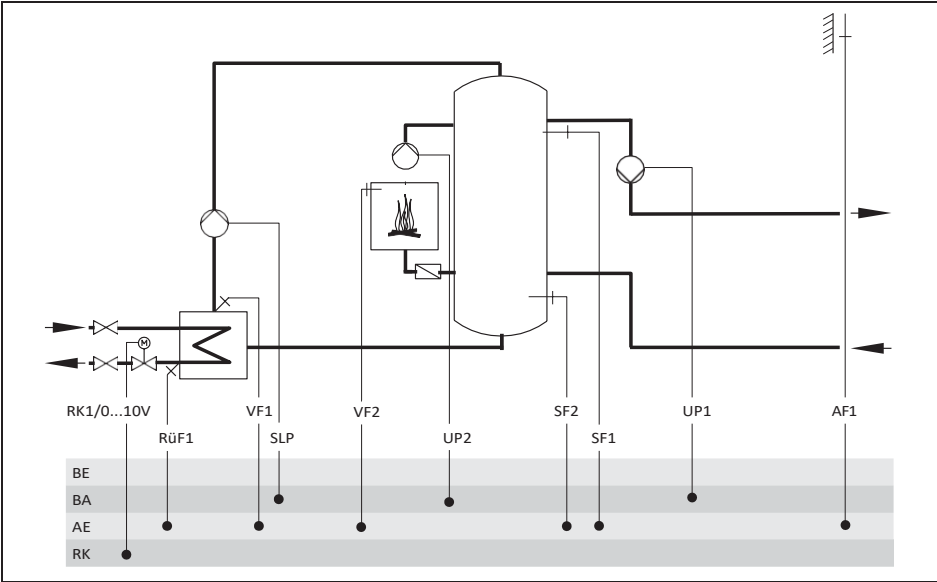 M
RK1/0...10V
VF1
VF2
SF2
UP1
AF1
RüF1
SLP
UP2
SF1
BE
BA
AE
RK